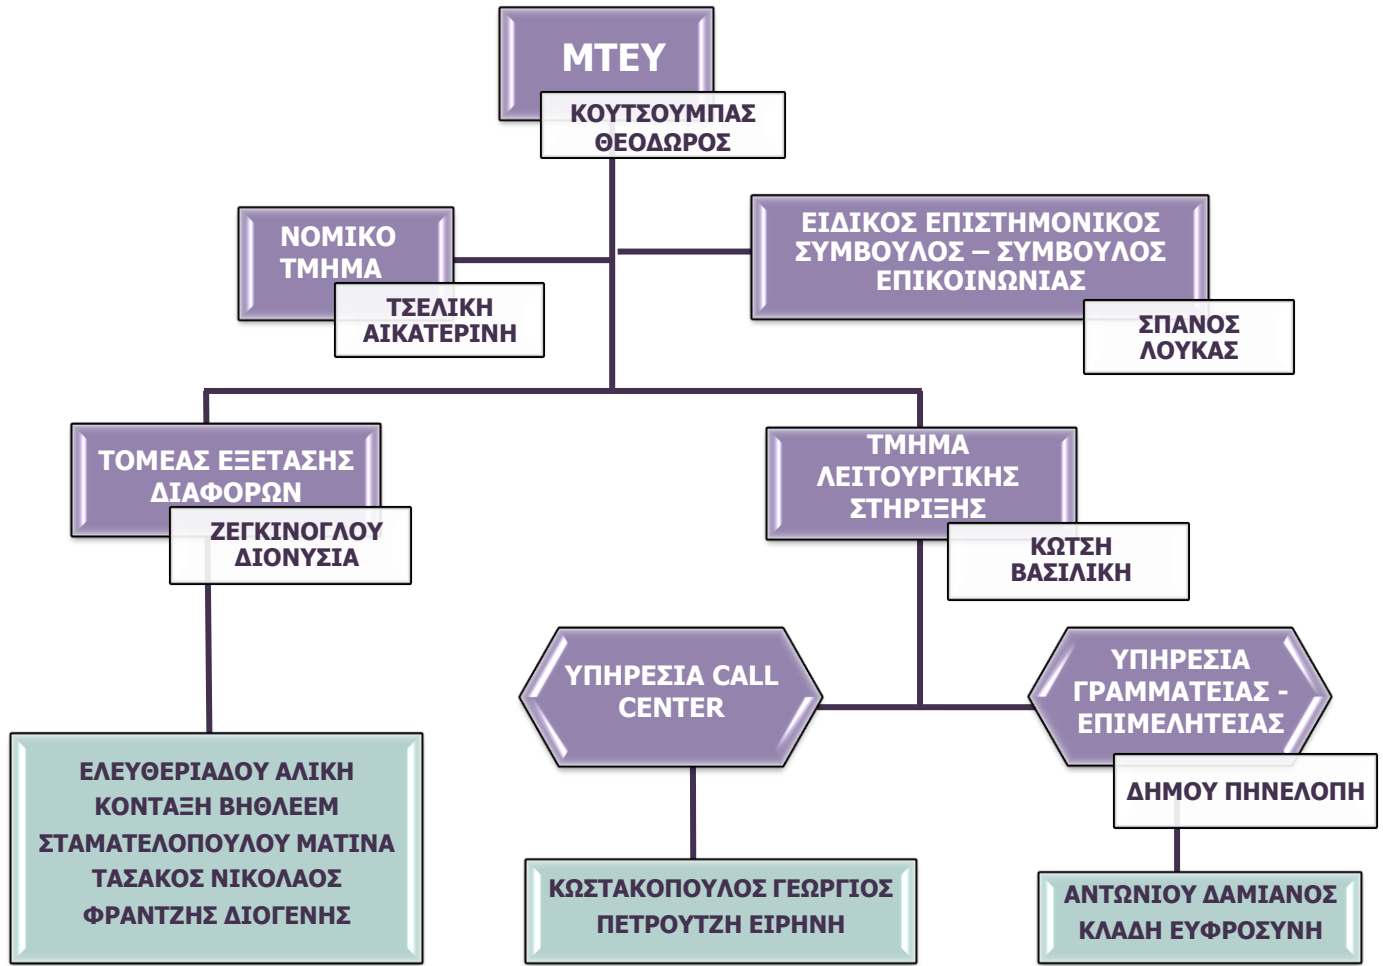 ΜΤΕΥ
ΚΟΥΤΣΟΥΜΠΑΣ
ΘΕΟΔΩΡΟΣ
ΝΟΜΙΚΟ
ΤΜΗΜΑ
ΤΣΕΛΙΚΗ
ΑΙΚΑΤΕΡΙΝΗ
ΕΙΔΙΚΟΣ ΕΠΙΣΤΗΜΟΝΙΚΟΣ
ΣΥΜΒΟΥΛΟΣ – ΣΥΜΒΟΥΛΟΣ
ΕΠΙΚΟΙΝΩΝΙΑΣ
ΣΠΑΝΟΣ
ΛΟΥΚΑΣ
ΤΟΜΕΑΣ ΕΞΕΤΑΣΗΣ
ΔΙΑΦΟΡΩΝ
ΖΕΓΚΙΝΟΓΛΟΥ
ΔΙΟΝΥΣΙΑ
ΤΜΗΜΑ
ΛΕΙΤΟΥΡΓΙΚΗΣ
ΣΤΗΡΙΞΗΣ
ΚΩΤΣΗ
ΒΑΣΙΛΙΚΗ
ΥΠΗΡΕΣΙΑ CALL
CENTER
ΥΠΗΡΕΣΙΑ
ΓΡΑΜΜΑΤΕΙΑΣ -
ΕΠΙΜΕΛΗΤΕΙΑΣ
ΔΗΜΟΥ ΠΗΝΕΛΟΠΗ
ΕΛΕΥΘΕΡΙΑΔΟΥ ΑΛΙΚΗ
ΚΟΝΤΑΞΗ ΒΗΘΛΕΕΜ
ΣΤΑΜΑΤΕΛΟΠΟΥΛΟΥ ΜΑΤΙΝΑ
ΤΑΣΑΚΟΣ ΝΙΚΟΛΑΟΣ
ΦΡΑΝΤΖΗΣ ΔΙΟΓΕΝΗΣ
ΚΩΣΤΑΚΟΠΟΥΛΟΣ ΓΕΩΡΓΙΟΣ
ΠΕΤΡΟΥΤΖΗ ΕΙΡΗΝΗ
ΑΝΤΩΝΙΟΥ ΔΑΜΙΑΝΟΣ
ΚΛΑΔΗ ΕΥΦΡΟΣΥΝΗ